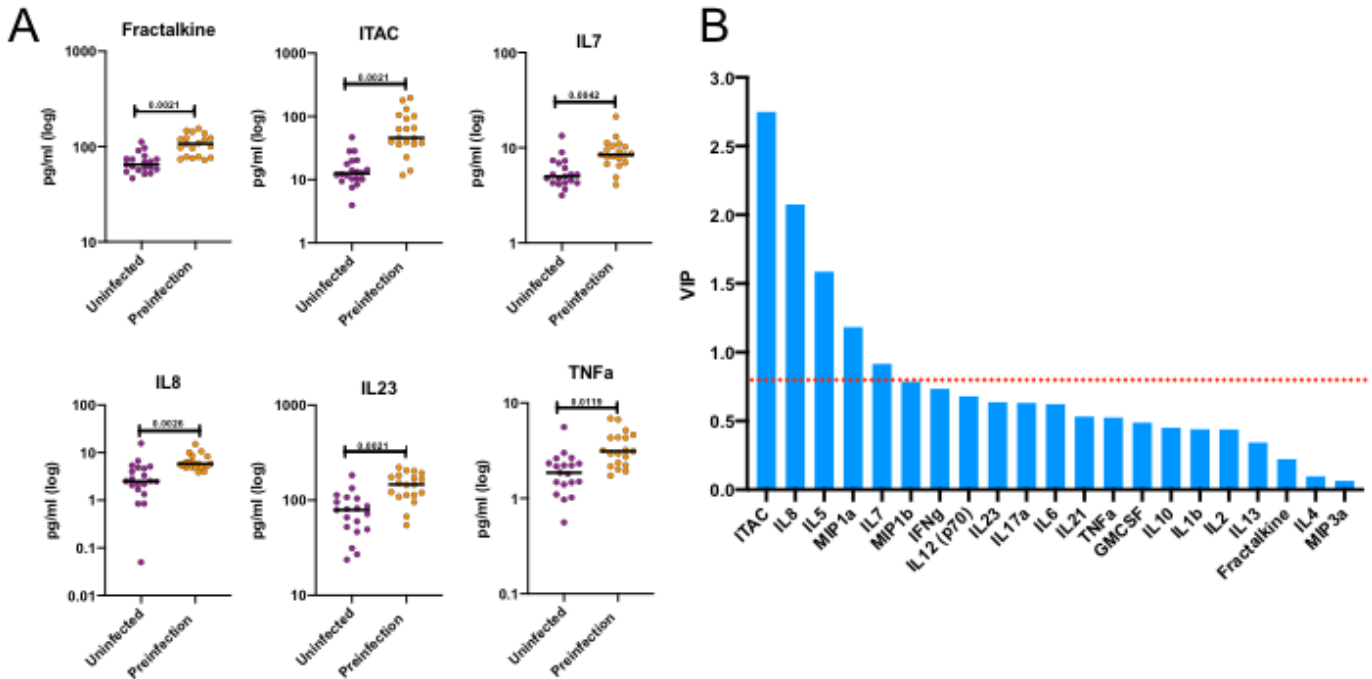 A
Fractalkine
1000
100
10
pg/ml (log)
0.0021
Uninfected
Preinfection
ITAC
1000
100
10
1
pg/ml (log)
0.0021
Uninfected
Preinfection
IL7
100
10
1
pg/ml (log)
0.0042
Uninfected
Preinfection
IL8
100
10
1
0.1
0.01
pg/ml (log)
0.0026
Uninfected
Preinfection
IL23
1000
100
10
pg/ml (log)
0.0021
Uninfected
Preinfection
TNFa
10
1
0.1
pg/ml (log)
0.0119
Uninfected
Preinfection
B
3.0
2.5
2.0
1.5
1.0
0.5
0.0
VIP
ITAC
IL8
IL5
MIP1a
IL7
MIP1b
IFNg
IL12 (p70)
IL23
IL17a
IL6
IL21
TNFa
GMCSF
IL10
IL1b
IL2
IL13
Fractalkine
IL4
MIP3a